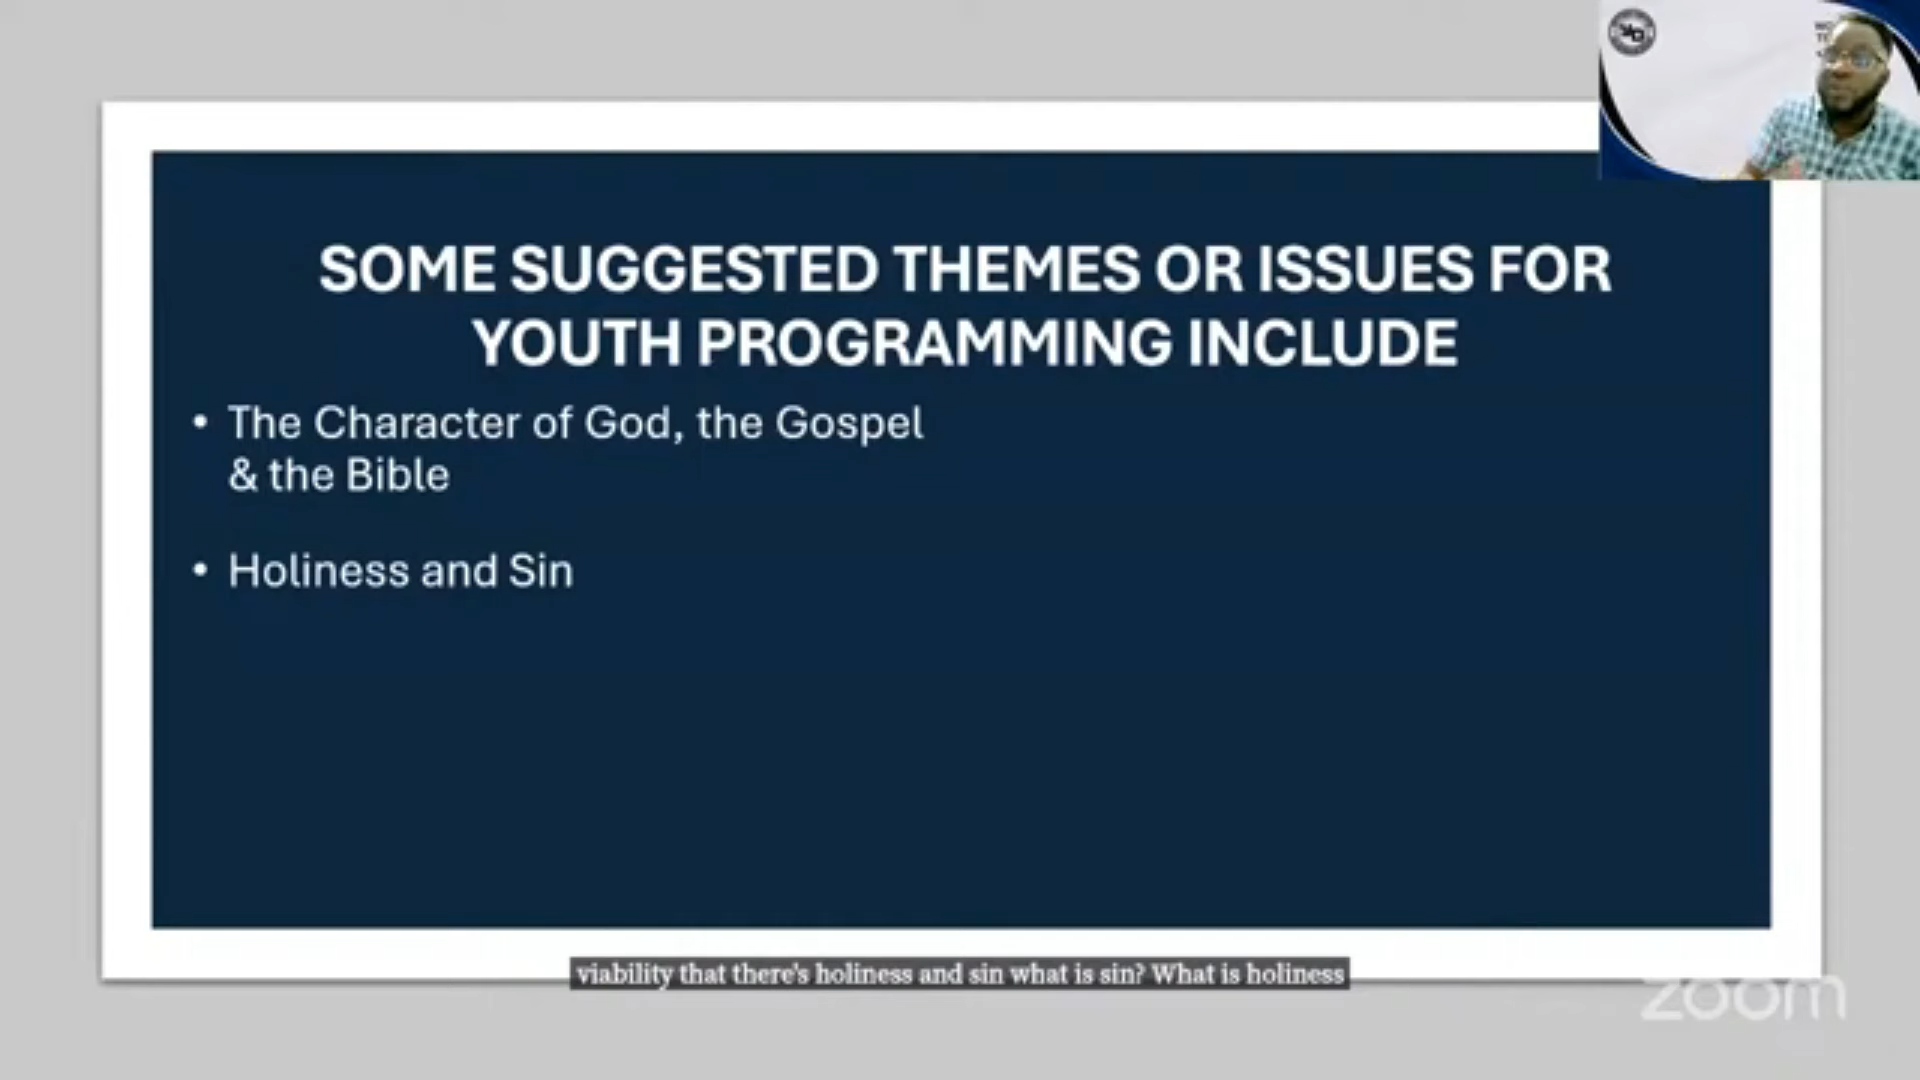 SOME SUGGESTED THEMES OR ISSUES FOR
YOUTH PROGRAMMING INCLUDE
• The Character of God, the Gospel
& the Bible
• Holiness and Sin
viability that there's holiness and sin what is sin? What is holiness
zoom